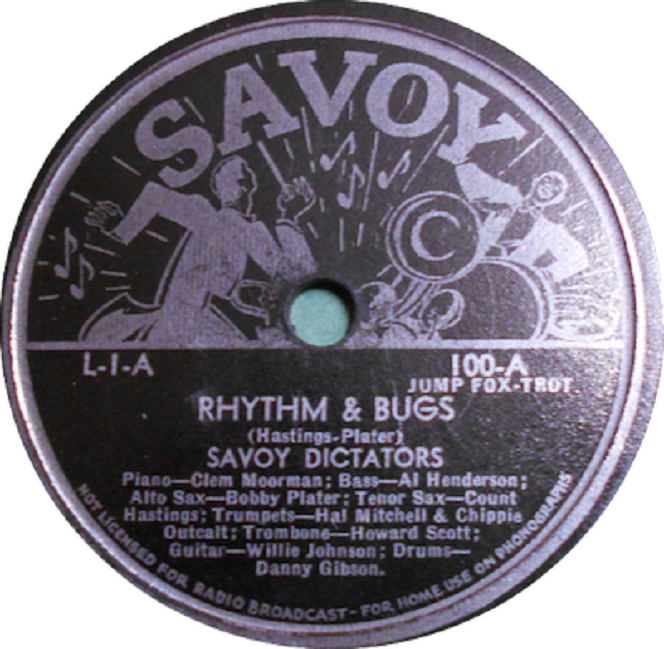 SAVOY
C
L-1-A
100-A
JUMP FOX-TROT
RHYTHM & BUGS
(Hastings-Plater)
SAVOY DICTATORS
Piano—Clem Moorman; Bass—Al Henderson;
Alto Sax—Bobby Plater; Tenor Sax—Count
Hastings; Trumpets—Hal Mitchell & Chippie
Outcalt; Trombone—Howard Scott;
Guitar—Willie Johnson; Drums—
Danny Gibson.
NOT LICENSED FOR RADIO BROADCAST - FOR HOME USE ON PHONOGRAPHS